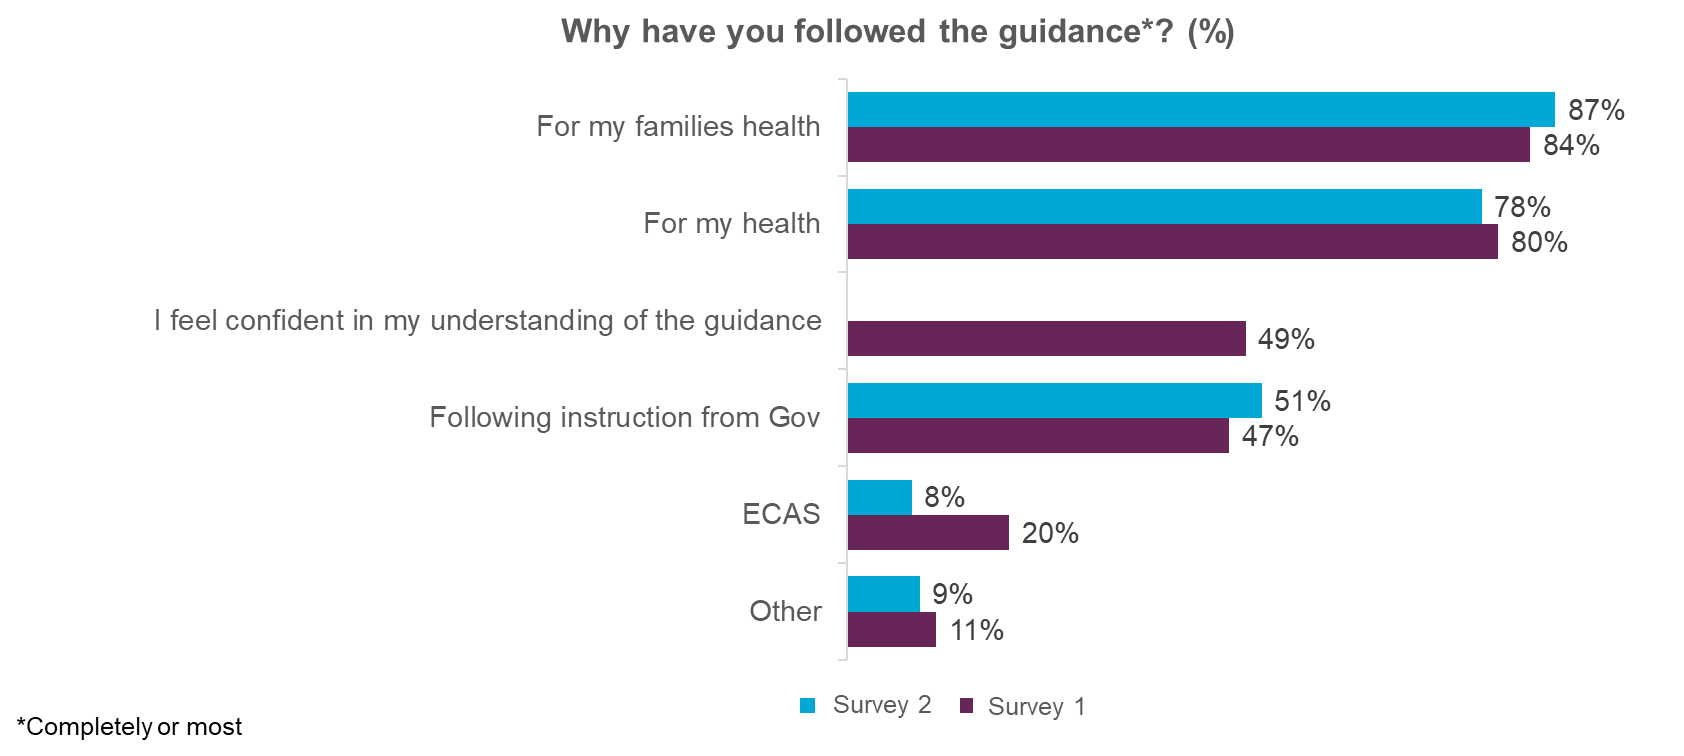 Why have you followed the guidance*? (%)
For my families health
87%
84%
For my health
78%
80%
I feel confident in my understanding of the guidance
49%
Following instruction from Gov
51%
47%
ECAS
8%
20%
Other
9%
11%
Survey 2
Survey 1
*Completely or most